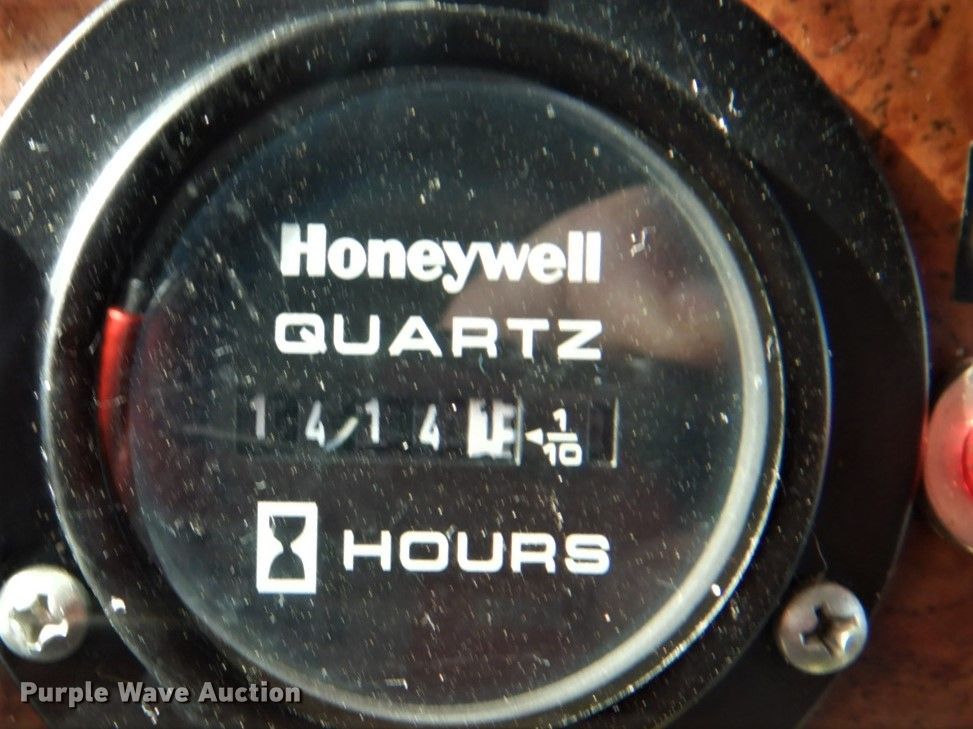 Honeywell
QUARTZ
1 4 1 4 1/10
HOURS
Purple Wave Auction